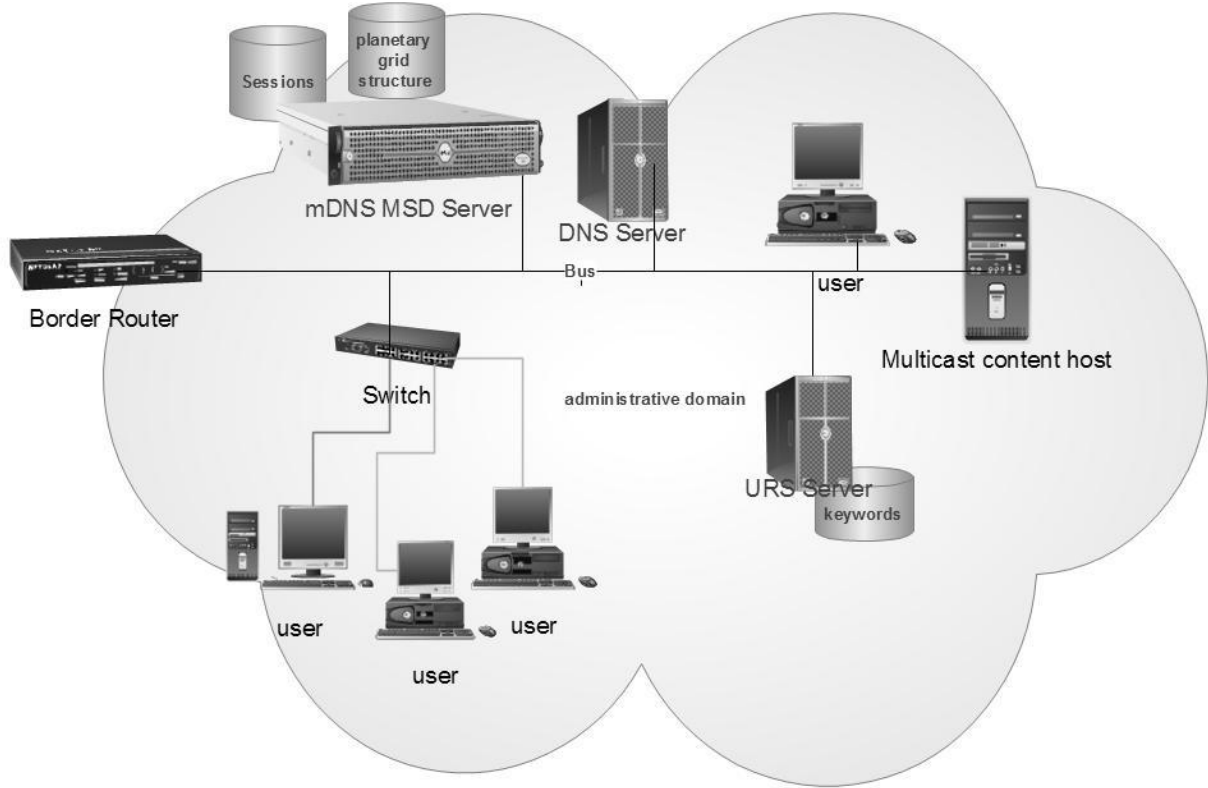 planetary
grid
structure
Sessions
mDNS MSD Server
DNS Server
NETGEAR
Bus
user
Border Router
Multicast content host
Switch
administrative domain
URS Server
keywords
user
user
user